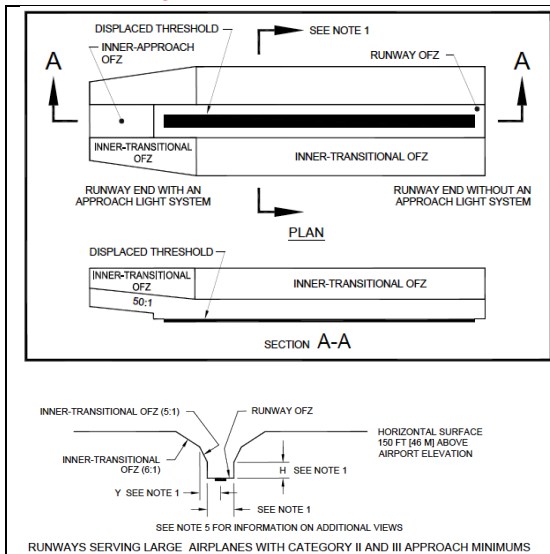 DISPLACED THRESHOLD
SEE NOTE 1
INNER-APPROACH
OFZ
RUNWAY OFZ
A
A
INNER-TRANSITIONAL
OFZ
INNER-TRANSITIONAL OFZ
RUNWAY END WITH AN
APPROACH LIGHT SYSTEM
RUNWAY END WITHOUT AN
APPROACH LIGHT SYSTEM
PLAN
DISPLACED THRESHOLD
INNER-TRANSITIONAL
OFZ
INNER-TRANSITIONAL OFZ
50:1
SECTION A-A
INNER-TRANSITIONAL OFZ (5:1)
RUNWAY OFZ
HORIZONTAL SURFACE
150 FT [46 M] ABOVE
AIRPORT ELEVATION
INNER-TRANSITIONAL
OFZ (6:1)
H SEE NOTE 1
Y SEE NOTE 1
SEE NOTE 1
SEE NOTE 5 FOR INFORMATION ON ADDITIONAL VIEWS
RUNWAYS SERVING LARGE AIRPLANES WITH CATEGORY II AND III APPROACH MINIMUMS